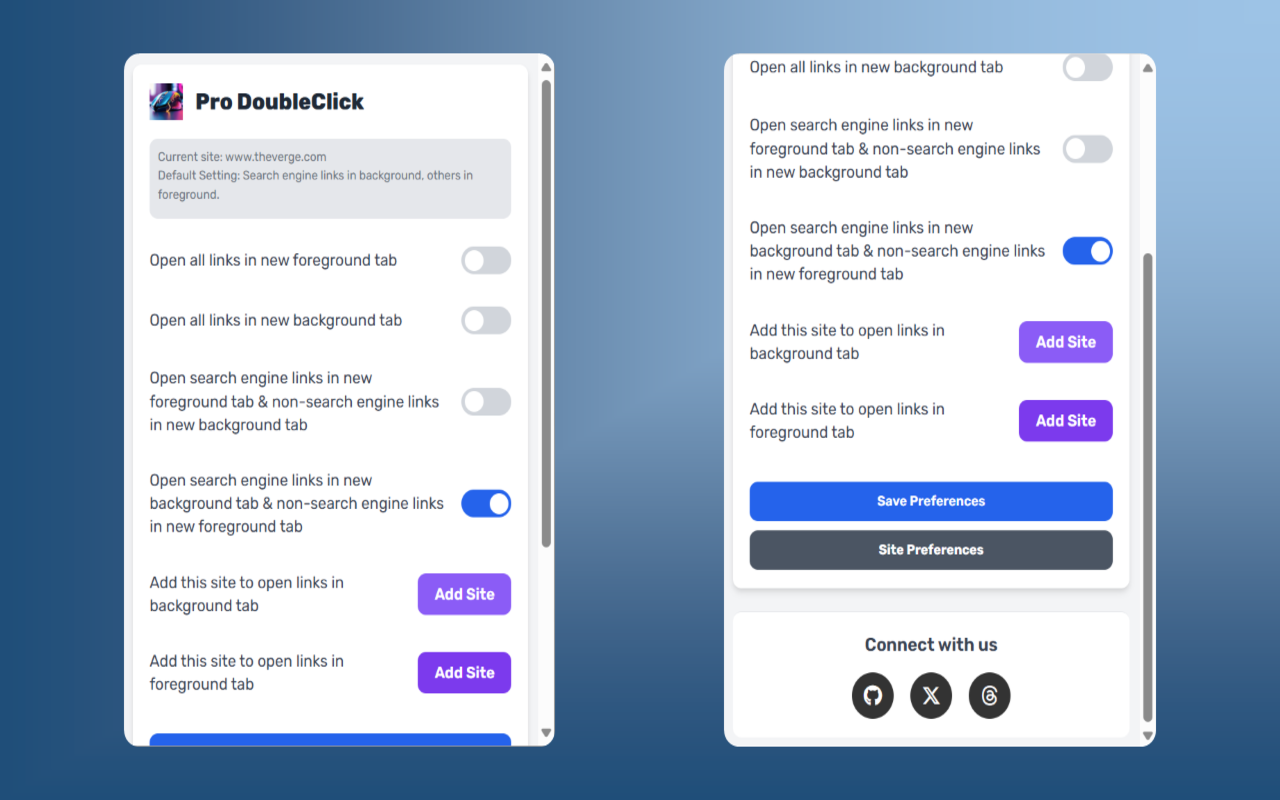 Pro DoubleClick
Current site: www.theverge.com
Default Setting: Search engine links in background, others in
foreground.
Open all links in new foreground tab
Open all links in new background tab
Open search engine links in new
foreground tab & non-search engine links
in new background tab
Open search engine links in new
background tab & non-search engine links
in new foreground tab
Add this site to open links in
background tab
Add Site
Add this site to open links in
foreground tab
Add Site
Open all links in new background tab
Open search engine links in new
foreground tab & non-search engine links
in new background tab
Open search engine links in new
background tab & non-search engine links
in new foreground tab
Add this site to open links in
background tab
Add Site
Add this site to open links in
foreground tab
Add Site
Save Preferences
Site Preferences
Connect with us